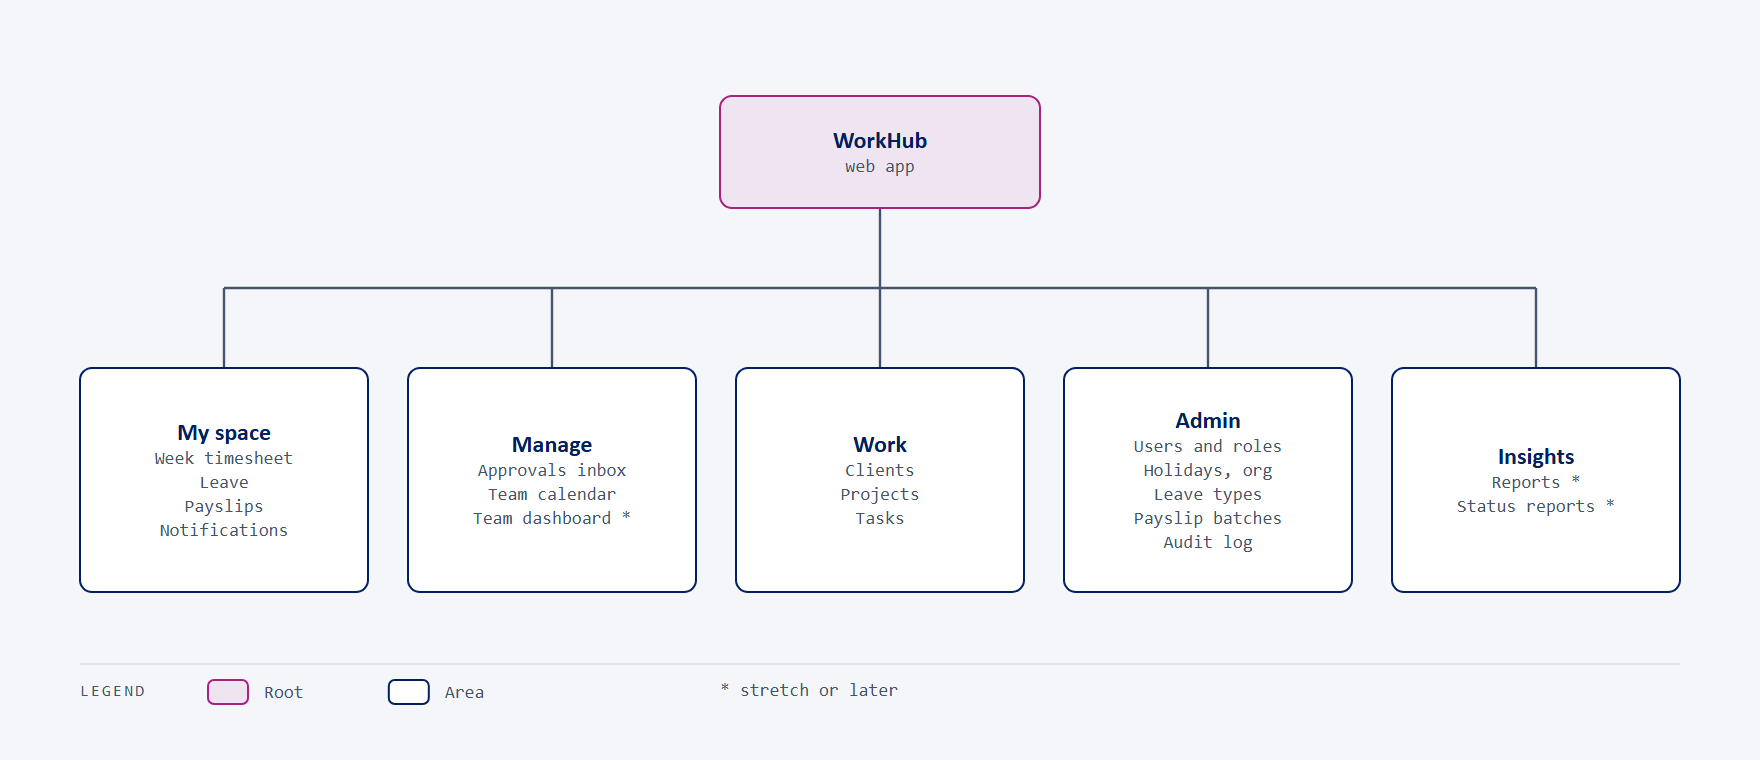 WorkHub
web app
My space
Week timesheet
Leave
Payslips
Notifications
Manage
Approvals inbox
Team calendar
Team dashboard *
Work
Clients
Projects
Tasks
Admin
Users and roles
Holidays, org
Leave types
Payslip batches
Audit log
Insights
Reports *
Status reports *
LEGEND
Root
Area
* stretch or later